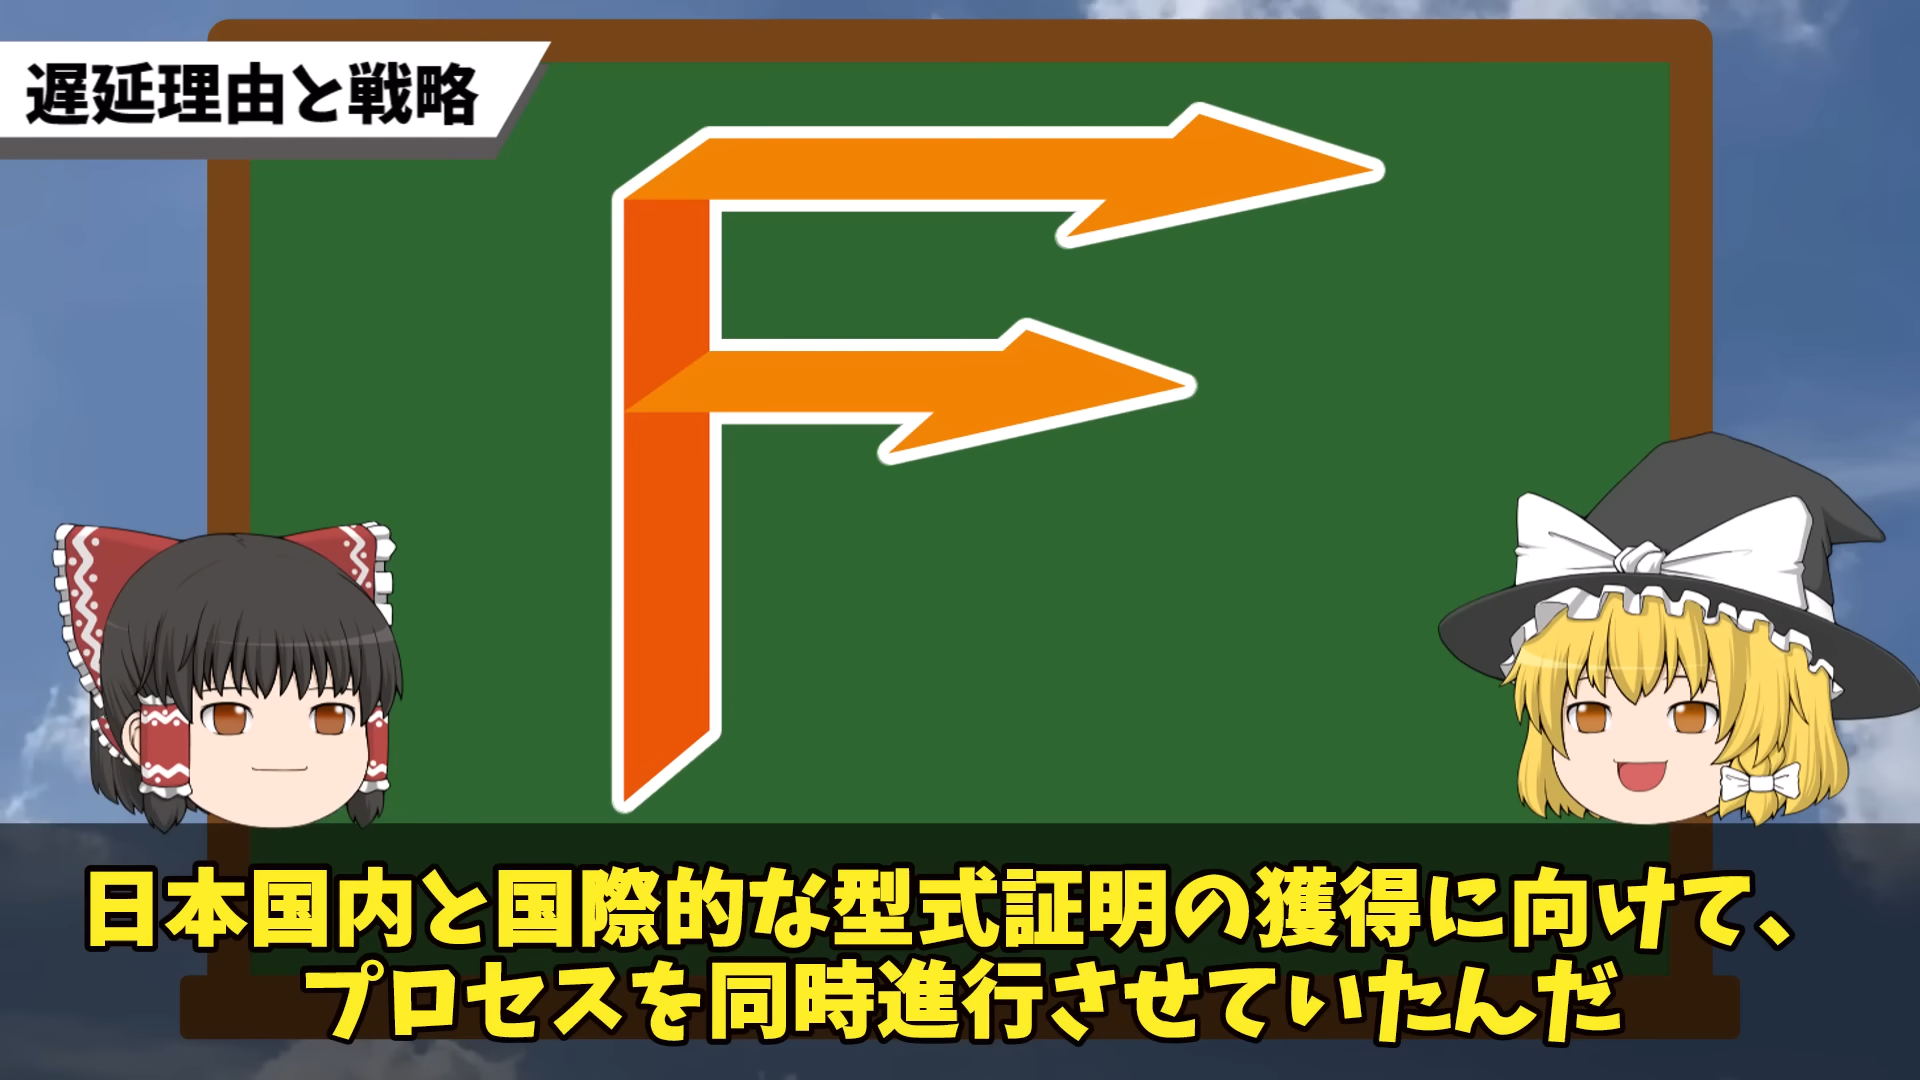 遅延理由と戦略
日本国内と国際的な型式証明の獲得に向けて、
プロセスを同時進行させていたんだ